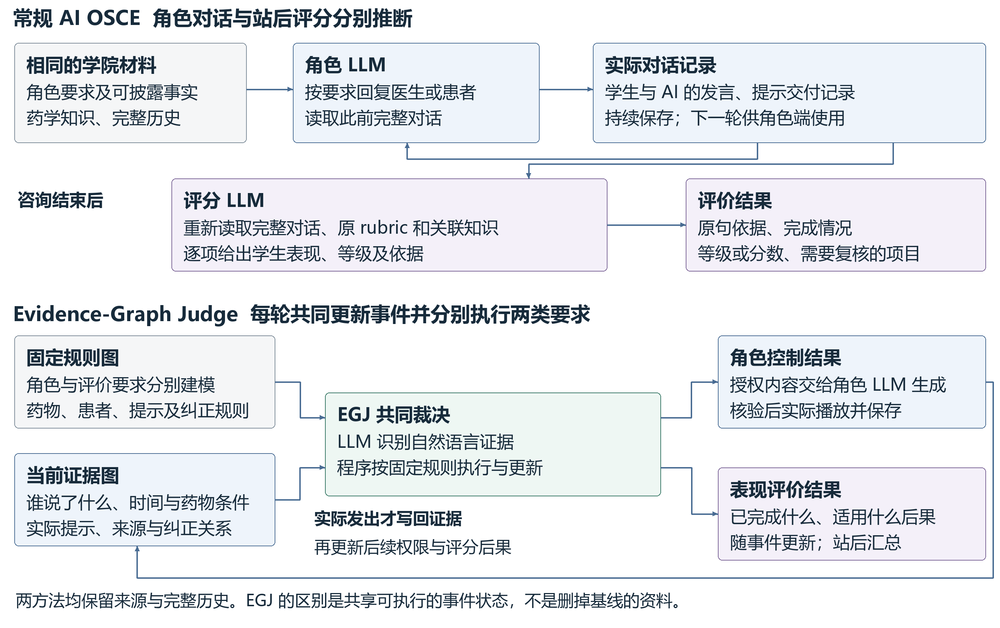 常规 AI OSCE 角色对话与站后评分分别推断
相同的学院材料
角色要求及可披露事实
药学知识、完整历史
角色 LLM
按要求回复医生或患者
读取此前完整对话
实际对话记录
学生与 AI 的发言、提示交付记录
持续保存；下一轮供角色端使用
咨询结束后
评分 LLM
重新读取完整对话、原 rubric 和关联知识
逐项给出学生表现、等级及依据
评价结果
原句依据、完成情况
等级或分数、需要复核的项目
Evidence-Graph Judge 每轮共同更新事件并分别执行两类要求
固定规则图
角色与评价要求分别建模
药物、患者、提示及纠正规则
当前证据图
谁说了什么、时间与药物条件
实际提示、来源与纠正关系
EGJ 共同裁决
LLM 识别自然语言证据
程序按固定规则执行与更新
实际发出才写回证据
再更新后续权限与评分后果
角色控制结果
授权内容交给角色 LLM 生成
核验后实际播放并保存
表现评价结果
已完成什么、适用什么后果
随事件更新；站后汇总
两方法均保留来源与完整历史。EGJ 的区别是共享可执行的事件状态，不是删掉基线的资料。